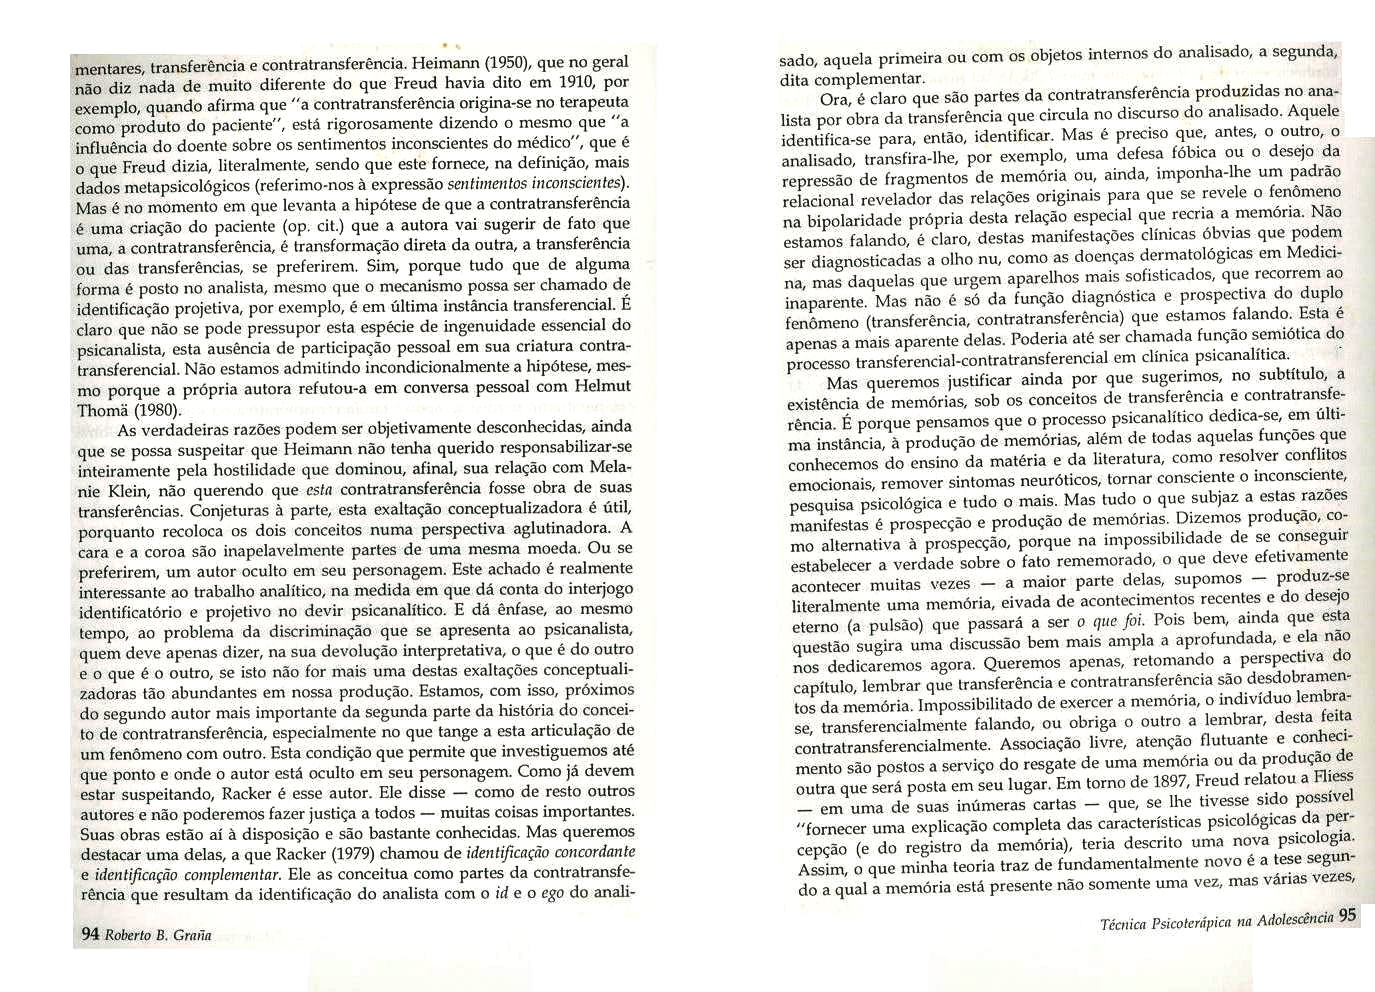 mentares, transferência e contratransferência. Heimann (1950), que no geral
não diz nada de muito diferente do que Freud havia dito em 1910, por
exemplo, quando afirma que "a contratransferência origina-se no terapeuta
como produto do paciente", está rigorosamente dizendo o mesmo que "a
influência do doente sobre os sentimentos inconscientes do médico", que é
o que Freud dizia, literalmente, sendo que este fornece, na definição, mais
dados metapsicológicos (referimo-nos à expressão sentimentos inconscientes).
Mas é no momento em que levanta a hipótese de que a contratransferência
é uma criação do paciente (op. cit.) que a autora vai sugerir de fato que
uma, a contratransferência, é transformação direta da outra, a transferência
ou das transferências, se preferirem. Sim, porque tudo que de alguma
forma é posto no analista, mesmo que o mecanismo possa ser chamado de
identificação projetiva, por exemplo, é em última instância transferencial. É
claro que não se pode pressupor esta espécie de ingenuidade essencial do
psicanalista, esta ausência de participação pessoal em sua criatura contra-
transferencial. Não estamos admitindo incondicionalmente a hipótese, mes-
mo porque a própria autora refutou-a em conversa pessoal com Helmut
Thomä (1980).
As verdadeiras razões podem ser objetivamente desconhecidas, ainda
que se possa suspeitar que Heimann não tenha querido responsabilizar-se
inteiramente pela hostilidade que dominou, afinal, sua relação com Mela-
nie Klein, não querendo que esta contratransferência fosse obra de suas
transferências. Conjeturas à parte, esta exaltação conceptualizadora é útil,
porquanto recoloca os dois conceitos numa perspectiva aglutinadora. A
cara e a coroa são inapelavelmente partes de uma mesma moeda. Ou se
preferirem, um autor oculto em seu personagem. Este achado é realmente
interessante ao trabalho analítico, na medida em que dá conta do interjogo
identificatório e projetivo no devir psicanalítico. E dá ênfase, ao mesmo
tempo, ao problema da discriminação que se apresenta ao psicanalista,
quem deve apenas dizer, na sua devolução interpretativa, o que é do outro
e o que é o outro, se isto não for mais uma destas exaltações conceptuali-
zadoras tão abundantes em nossa produção. Estamos, com isso, próximos
do segundo autor mais importante da segunda parte da história do concei-
to de contratransferência, especialmente no que tange a esta articulação de
um fenômeno com outro. Esta condição que permite que investiguemos até
que ponto e onde o autor está oculto em seu personagem. Como já devem
estar suspeitando, Racker é esse autor. Ele disse — como de resto outros
autores e não poderemos fazer justiça a todos — muitas coisas importantes.
Suas obras estão aí à disposição e são bastante conhecidas. Mas queremos
destacar uma delas, a que Racker (1979) chamou de identificação concordante
e identificação complementar. Ele as conceitua como partes da contratransfe-
rência que resultam da identificação do analista com o id e o ego do anali-
94 Roberto B. Graña
sado, aquela primeira ou com os objetos internos do analisado, a segunda,
dita complementar.
Ora, é claro que são partes da contratransferência produzidas no ana-
lista por obra da transferência que circula no discurso do analisado. Aquele
identifica-se para, então, identificar. Mas é preciso que, antes, o outro, o
analisado, transfira-lhe, por exemplo, uma defesa fóbica ou o desejo da
repressão de fragmentos de memória ou, ainda, imponha-lhe um padrão
relacional revelador das relações originais para que se revele o fenômeno
na bipolaridade própria desta relação especial que recria a memória. Não
estamos falando, é claro, destas manifestações clínicas óbvias que podem
ser diagnosticadas a olho nu, como as doenças dermatológicas em Medici-
na, mas daquelas que urgem aparelhos mais sofisticados, que recorrem ao
inaparente. Mas não é só da função diagnóstica e prospectiva do duplo
fenômeno (transferência, contratransferência) que estamos falando. Esta é
apenas a mais aparente delas. Poderia até ser chamada função semiótica do
processo transferencial-contratransferencial em clínica psicanalítica.
Mas queremos justificar ainda por que sugerimos, no subtítulo, a
existência de memórias, sob os conceitos de transferência e contratransfe-
rência. É porque pensamos que o processo psicanalítico dedica-se, em últi-
ma instância, à produção de memórias, além de todas aquelas funções que
conhecemos do ensino da matéria e da literatura, como resolver conflitos
emocionais, remover sintomas neuróticos, tornar consciente o inconsciente,
pesquisa psicológica e tudo o mais. Mas tudo o que subjaz a estas razões
manifestas é prospecção e produção de memórias. Dizemos produção, co-
mo alternativa à prospecção, porque na impossibilidade de se conseguir
estabelecer a verdade sobre o fato rememorado, o que deve efetivamente
acontecer muitas vezes — a maior parte delas, supomos — produz-se
literalmente uma memória, eivada de acontecimentos recentes e do desejo
eterno (a pulsão) que passará a ser o que foi. Pois bem, ainda que esta
questão sugira uma discussão bem mais ampla a aprofundada, e ela não
nos dedicaremos agora. Queremos apenas, retomando a perspectiva do
capítulo, lembrar que transferência e contratransferência são desdobramen-
tos da memória. Impossibilitado de exercer a memória, o indivíduo lembra-
se, transferencialmente falando, ou obriga o outro a lembrar, desta feita
contratransferencialmente. Associação livre, atenção flutuante e conheci-
mento são postos a serviço do resgate de uma memória ou da produção de
outra que será posta em seu lugar. Em torno de 1897, Freud relatou a Fliess
— em uma de suas inúmeras cartas — que, se lhe tivesse sido possível
"fornecer uma explicação completa das características psicológicas da per-
cepção (e do registro da memória), teria descrito uma nova psicologia.
Assim, o que minha teoria traz de fundamentalmente novo é a tese segun-
do a qual a memória está presente não somente uma vez, mas várias vezes,
Técnica Psicoterápica na Adolescência 95